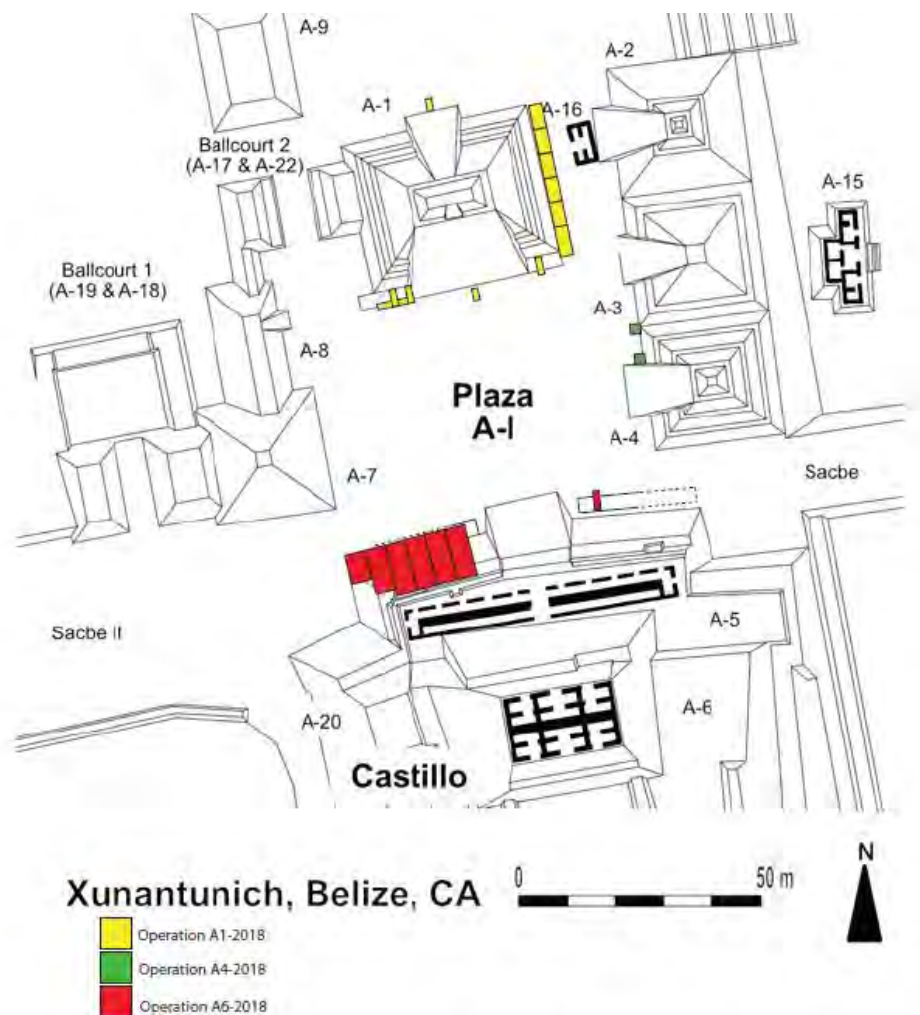 A-9
A-2
A-1
A-16
Ballcourt 2
(A-17 & A-22)
A-15
Ballcourt 1
(A-19 & A-18)
A-3
A-8
Plaza
A-I
A-4
A-7
Sacbe
Sacbe II
A-5
A-20
A-6
Castillo
Xunantunich, Belize, CA
0
50 m
N
Operation A1-2018
Operation A4-2018
Operation A6-2018